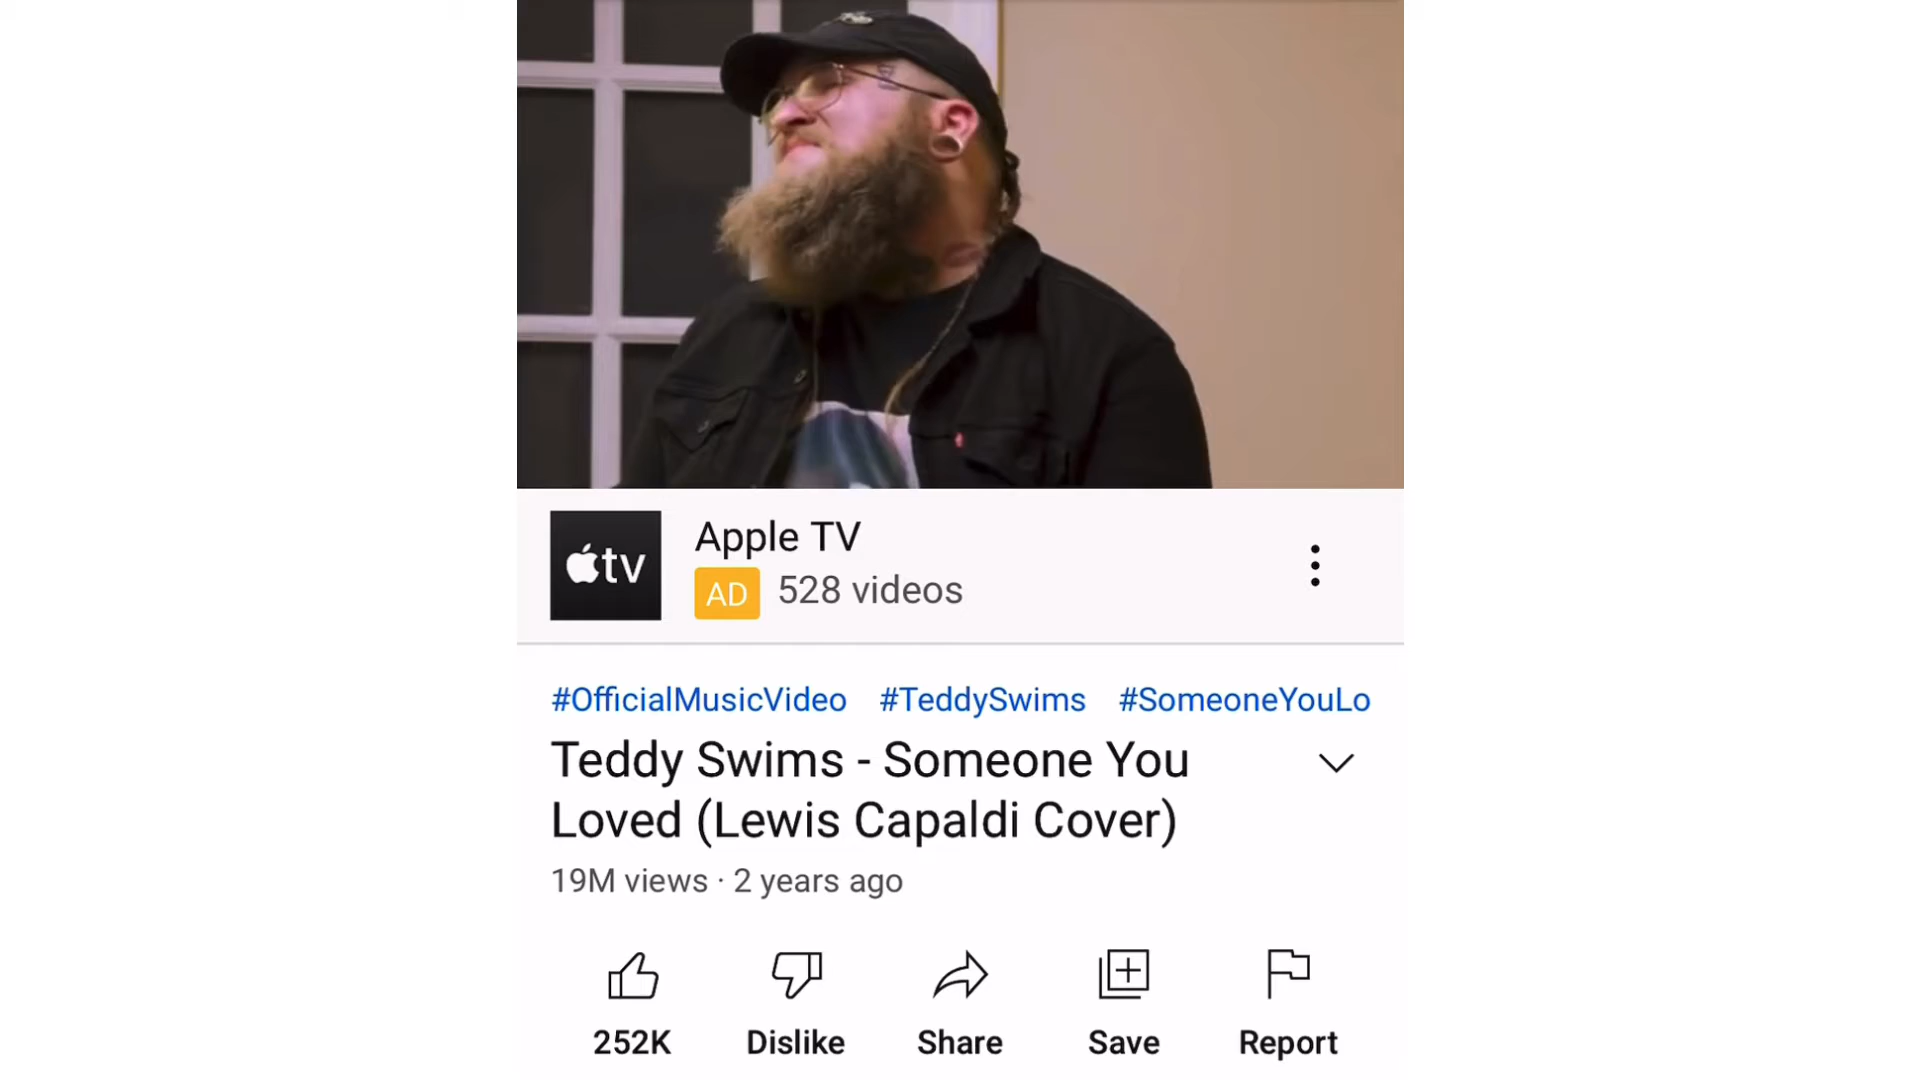 tv
Apple TV
AD 528 videos
#OfficialMusicVideo #TeddySwims #SomeoneYouLo
Teddy Swims - Someone You
Loved (Lewis Capaldi Cover)
19M views · 2 years ago
252K Dislike Share Save Report